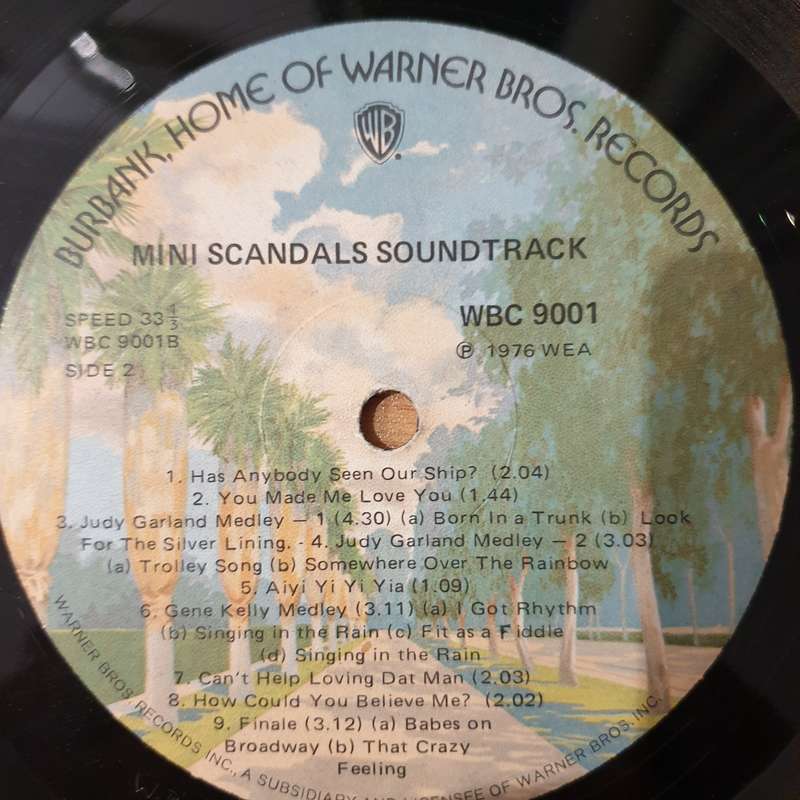 BURBANK, HOME OF WARNER BROS. RECORDS
WB
MINI SCANDALS SOUNDTRACK
SPEED 33 1/3
WBC 9001B
SIDE 2
WBC 9001
℗ 1976 WEA
1. Has Anybody Seen Our Ship? (2.04)
2. You Made Me Love You (1.44)
3. Judy Garland Medley – 1 (4.30) (a) Born In a Trunk (b) Look
For The Silver Lining. - 4. Judy Garland Medley – 2 (3.03)
(a) Trolley Song (b) Somewhere Over The Rainbow
5. Aiyi Yi Yi Yia (1.09)
6. Gene Kelly Medley (3.11) (a) I Got Rhythm
(b) Singing in the Rain (c) Fit as a Fiddle
(d) Singing in the Rain
7. Can't Help Loving Dat Man (2.03)
8. How Could You Believe Me? (2.02)
9. Finale (3.12) (a) Babes on
Broadway (b) That Crazy
Feeling
WARNER BROS. RECORDS INC., A SUBSIDIARY AND LICENSEE OF WARNER BROS. INC.